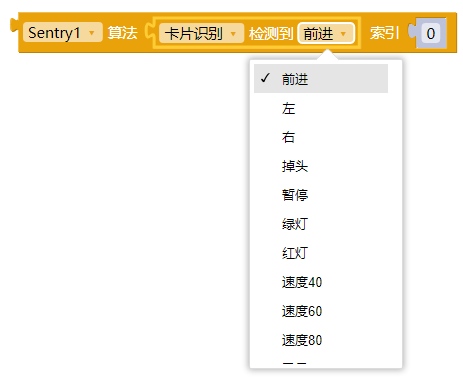 Sentry1 算法 卡片识别 检测到 前进 索引 0
✓ 前进
左
右
掉头
暂停
绿灯
红灯
速度40
速度60
速度80